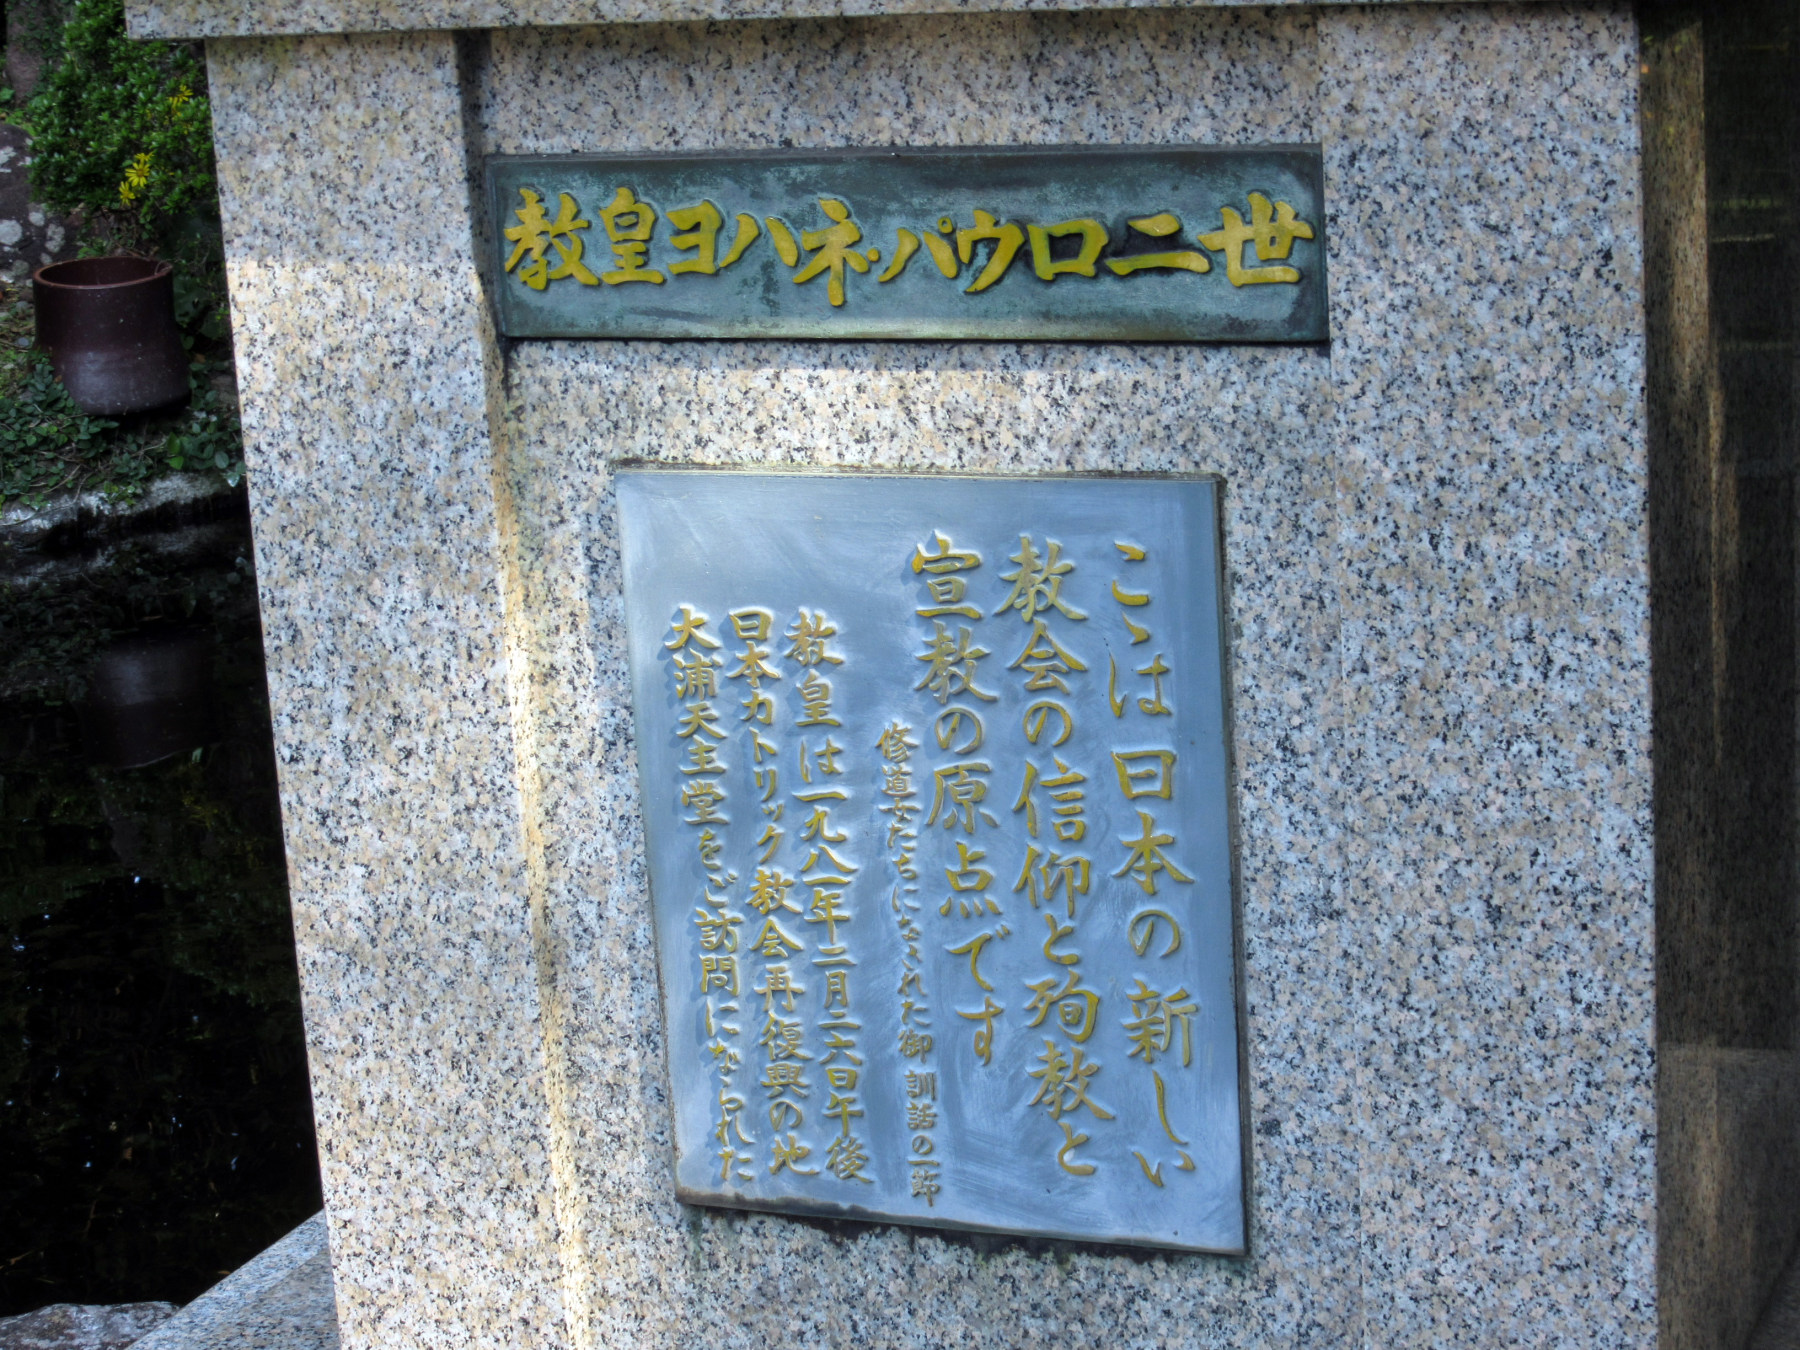 教皇ヨハネ・パウロ二世
こゝは日本の新しい
教会の信仰と殉教と
宣教の原点です
修道女たちになされた御訓話の一節
教皇は一九八一年二月二六日午後
日本カトリック教会再復興の地
大浦天主堂をご訪問になられた